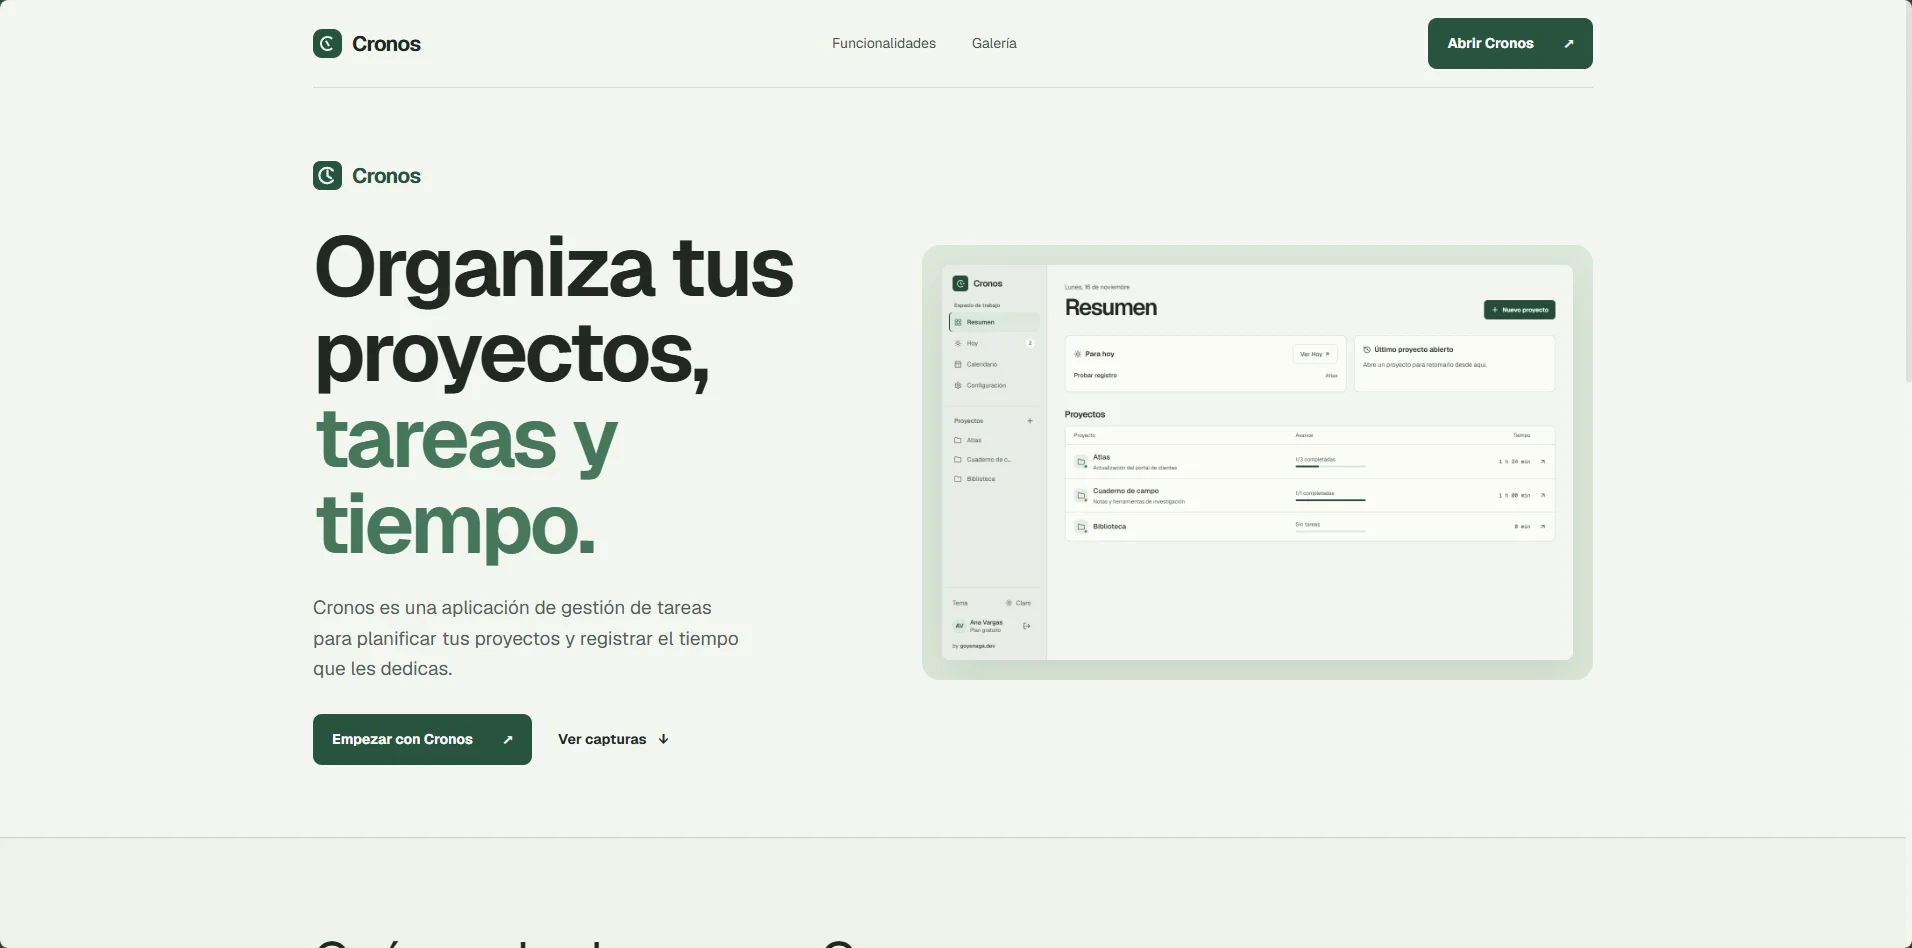 Cronos
Funcionalidades
Galería
Abrir Cronos ↗
Cronos
Organiza tus
proyectos,
tareas y
tiempo.
Cronos es una aplicación de gestión de tareas
para planificar tus proyectos y registrar el tiempo
que les dedicas.
Empezar con Cronos ↗
Ver capturas ↓
Cronos
Espacio de trabajo
Resumen
Hoy 2
Calendario
Configuración
Proyectos +
Atlas
Cuaderno de c...
Biblioteca
Tema Claro
AV
Ana Vargas
Plan gratuito
by goyenaga.dev
Lunes, 16 de noviembre
Resumen
+ Nuevo proyecto
Para hoy
Ver Hoy
Probar registro Atlas
Último proyecto abierto
Abre un proyecto para retomarlo desde aquí.
Proyectos
Proyecto Avance Tiempo
Atlas
Actualización del portal de clientes
1/3 completadas
1 h 24 min
Cuaderno de campo
Notas y herramientas de investigación
1/1 completadas
1 h 00 min
Biblioteca
Sin tareas
0 min